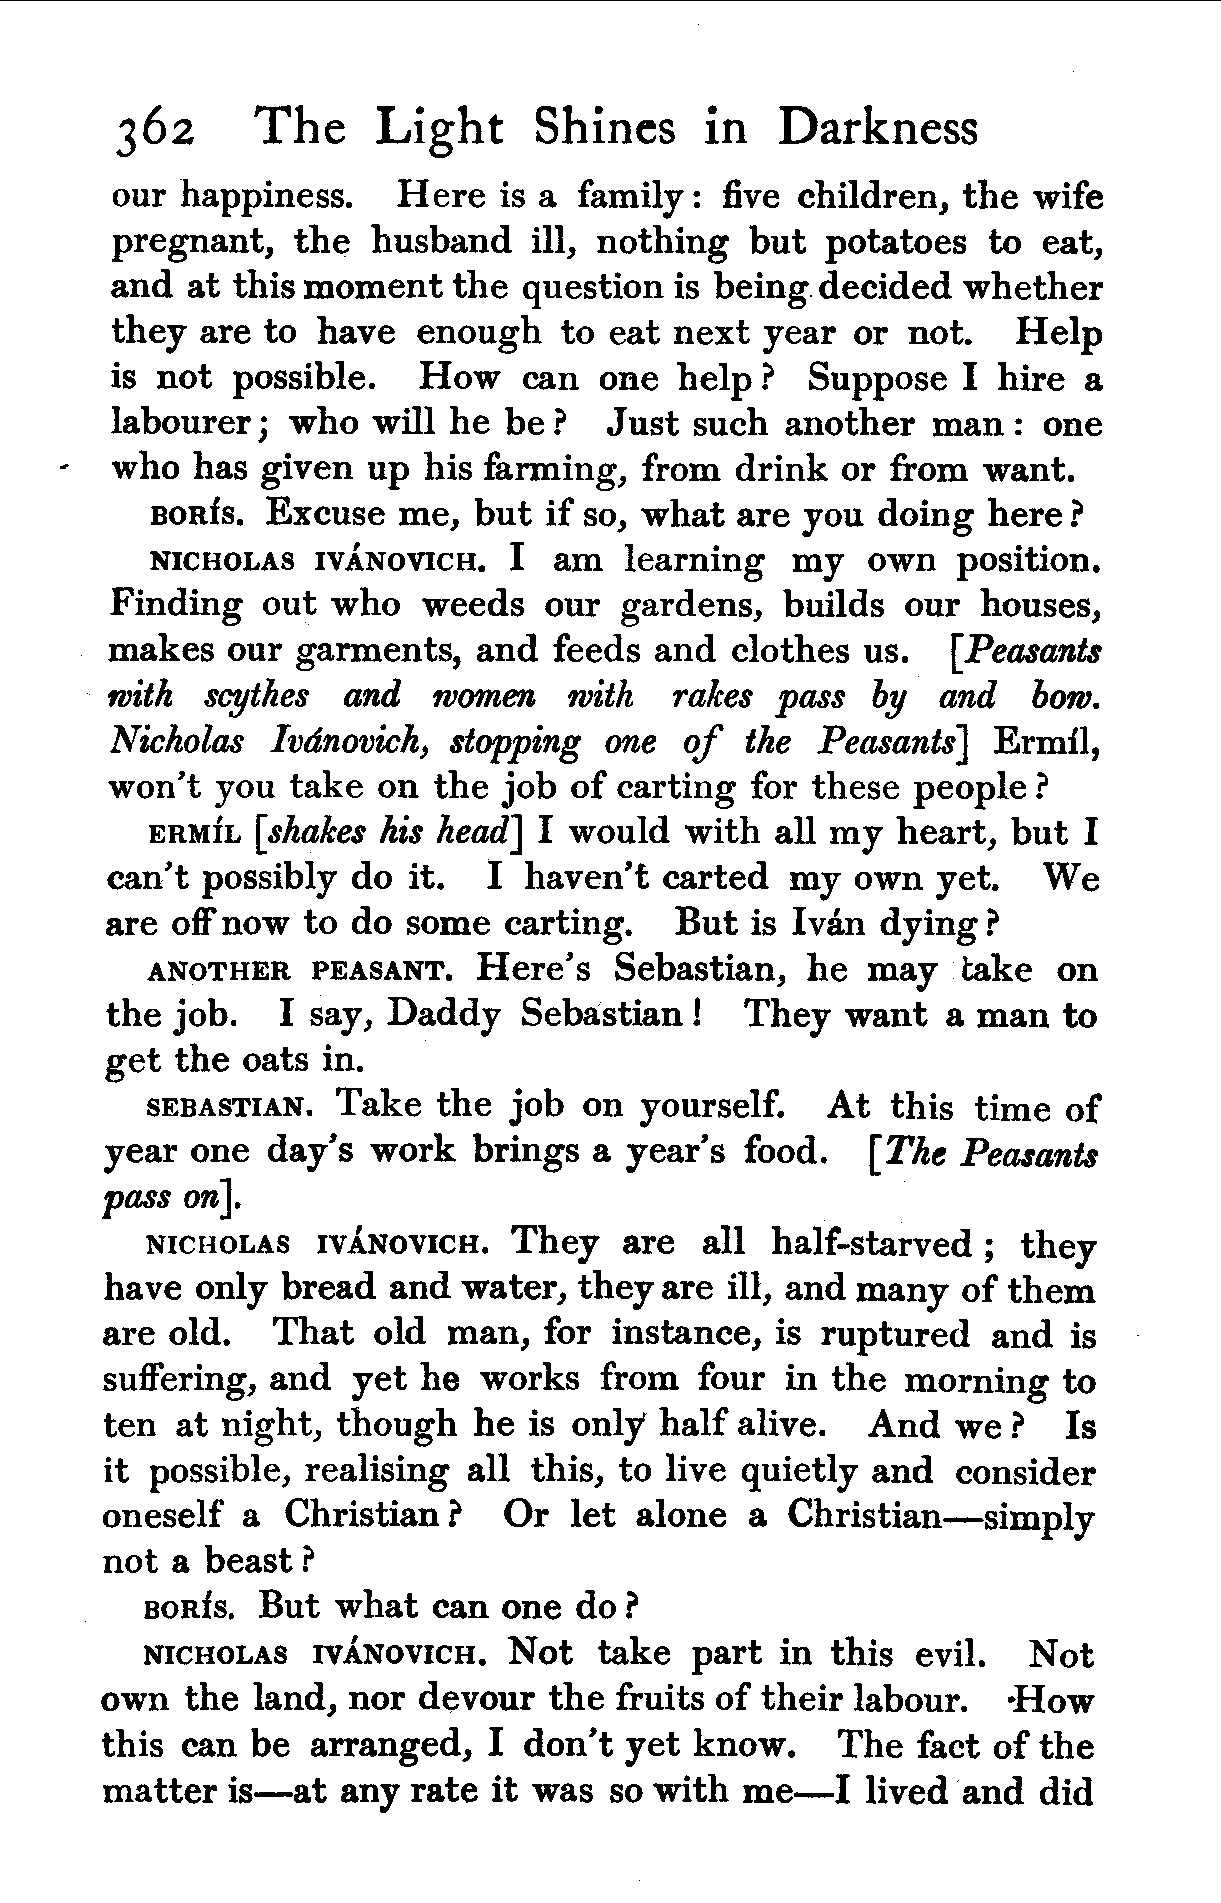 362 The Light Shines in Darkness
our happiness. Here is a family: five children, the wife
pregnant, the husband ill, nothing but potatoes to eat,
and at this moment the question is being decided whether
they are to have enough to eat next year or not. Help
is not possible. How can one help? Suppose I hire a
labourer; who will he be? Just such another man: one
who has given up his farming, from drink or from want.
BORÍS. Excuse me, but if so, what are you doing here?
NICHOLAS IVÁNOVICH. I am learning my own position.
Finding out who weeds our gardens, builds our houses,
makes our garments, and feeds and clothes us. [Peasants
with scythes and women with rakes pass by and bow.
Nicholas Ivánovich, stopping one of the Peasants] Ermíl,
won't you take on the job of carting for these people?
ERMÍL [shakes his head] I would with all my heart, but I
can't possibly do it. I haven't carted my own yet. We
are off now to do some carting. But is Iván dying?
ANOTHER PEASANT. Here's Sebastian, he may take on
the job. I say, Daddy Sebastian! They want a man to
get the oats in.
SEBASTIAN. Take the job on yourself. At this time of
year one day's work brings a year's food. [The Peasants
pass on].
NICHOLAS IVÁNOVICH. They are all half-starved; they
have only bread and water, they are ill, and many of them
are old. That old man, for instance, is ruptured and is
suffering, and yet he works from four in the morning to
ten at night, though he is only half alive. And we? Is
it possible, realising all this, to live quietly and consider
oneself a Christian? Or let alone a Christian—simply
not a beast?
BORÍS. But what can one do?
NICHOLAS IVÁNOVICH. Not take part in this evil. Not
own the land, nor devour the fruits of their labour. How
this can be arranged, I don't yet know. The fact of the
matter is—at any rate it was so with me—I lived and did